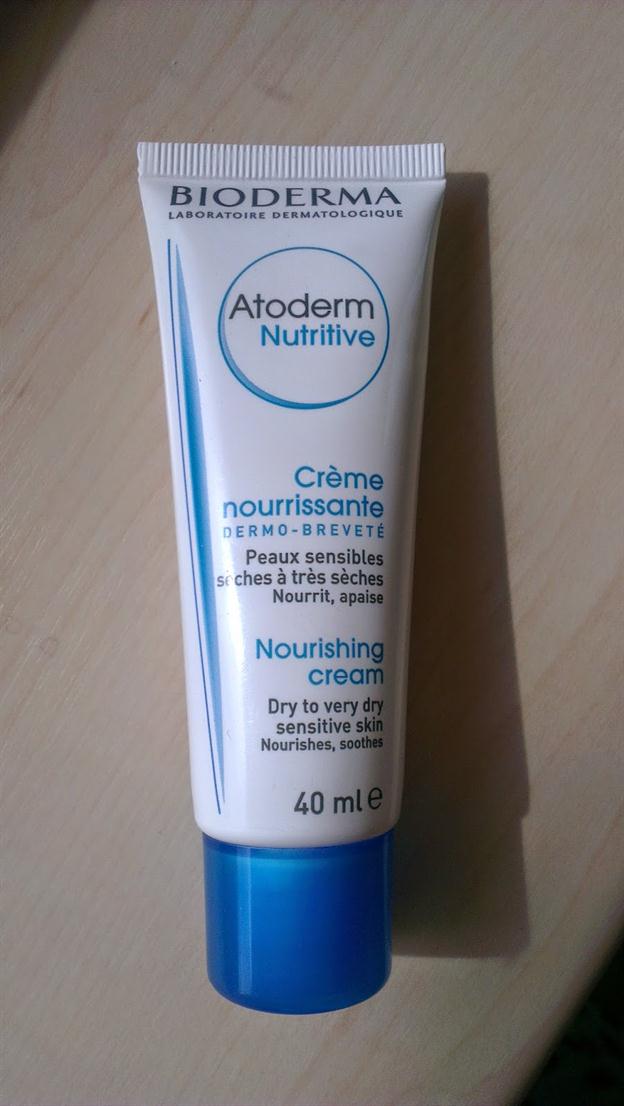 BIODERMA
LABORATOIRE DERMATOLOGIQUE
Atoderm
Nutritive
Crème
nourrissante
DERMO-BREVETÉ
Peaux sensibles
sèches à très sèches
Nourrit, apaise
Nourishing
cream
Dry to very dry
sensitive skin
Nourishes, soothes
40 ml e